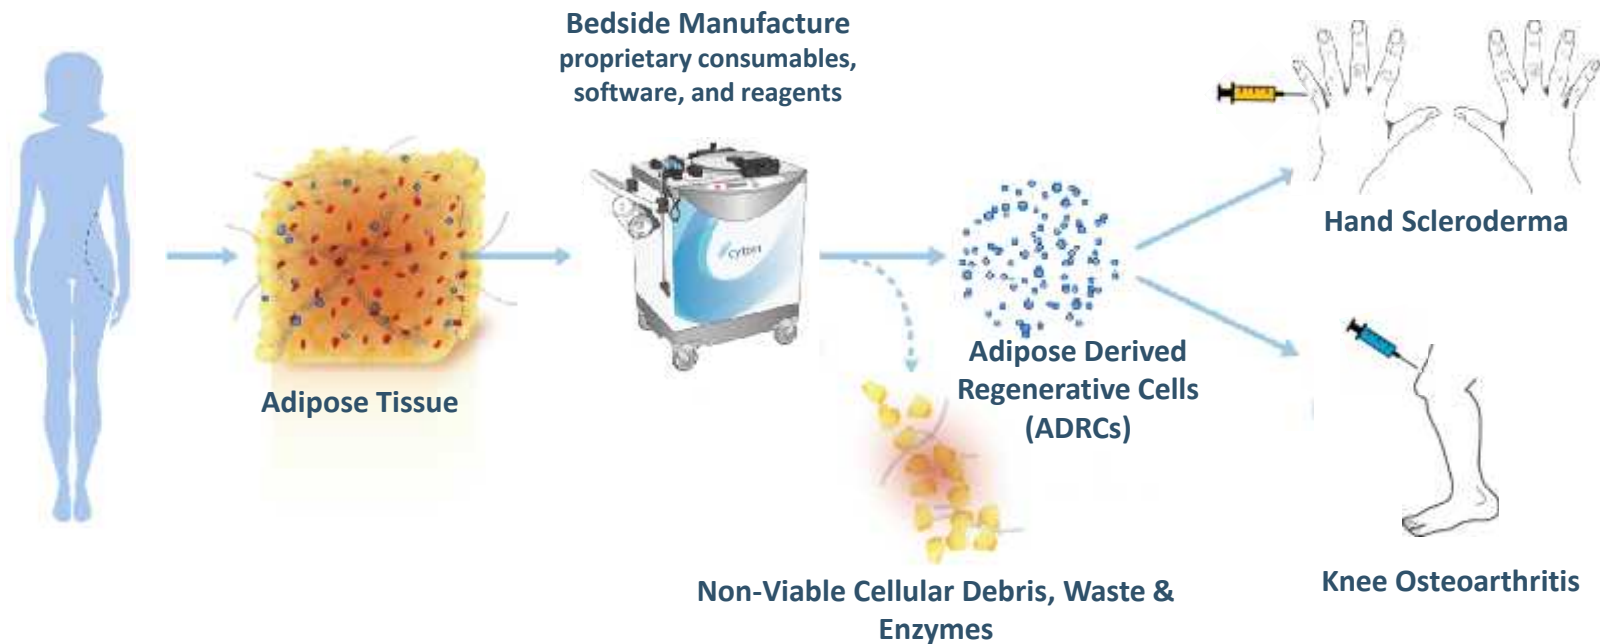 Bedside Manufacture
proprietary consumables,
software, and reagents
cytori
Adipose Tissue
Adipose Derived
Regenerative Cells
(ADRCs)
Non-Viable Cellular Debris, Waste &
Enzymes
Hand Scleroderma
Knee Osteoarthritis